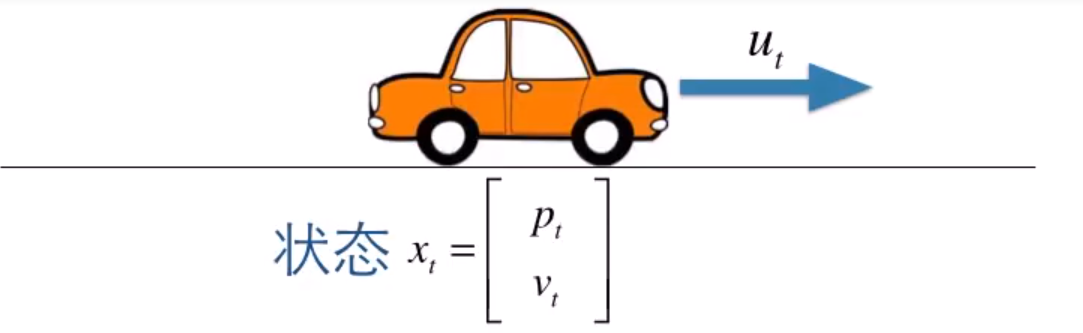 u_t
状态 x_t = [ p_t
v_t ]